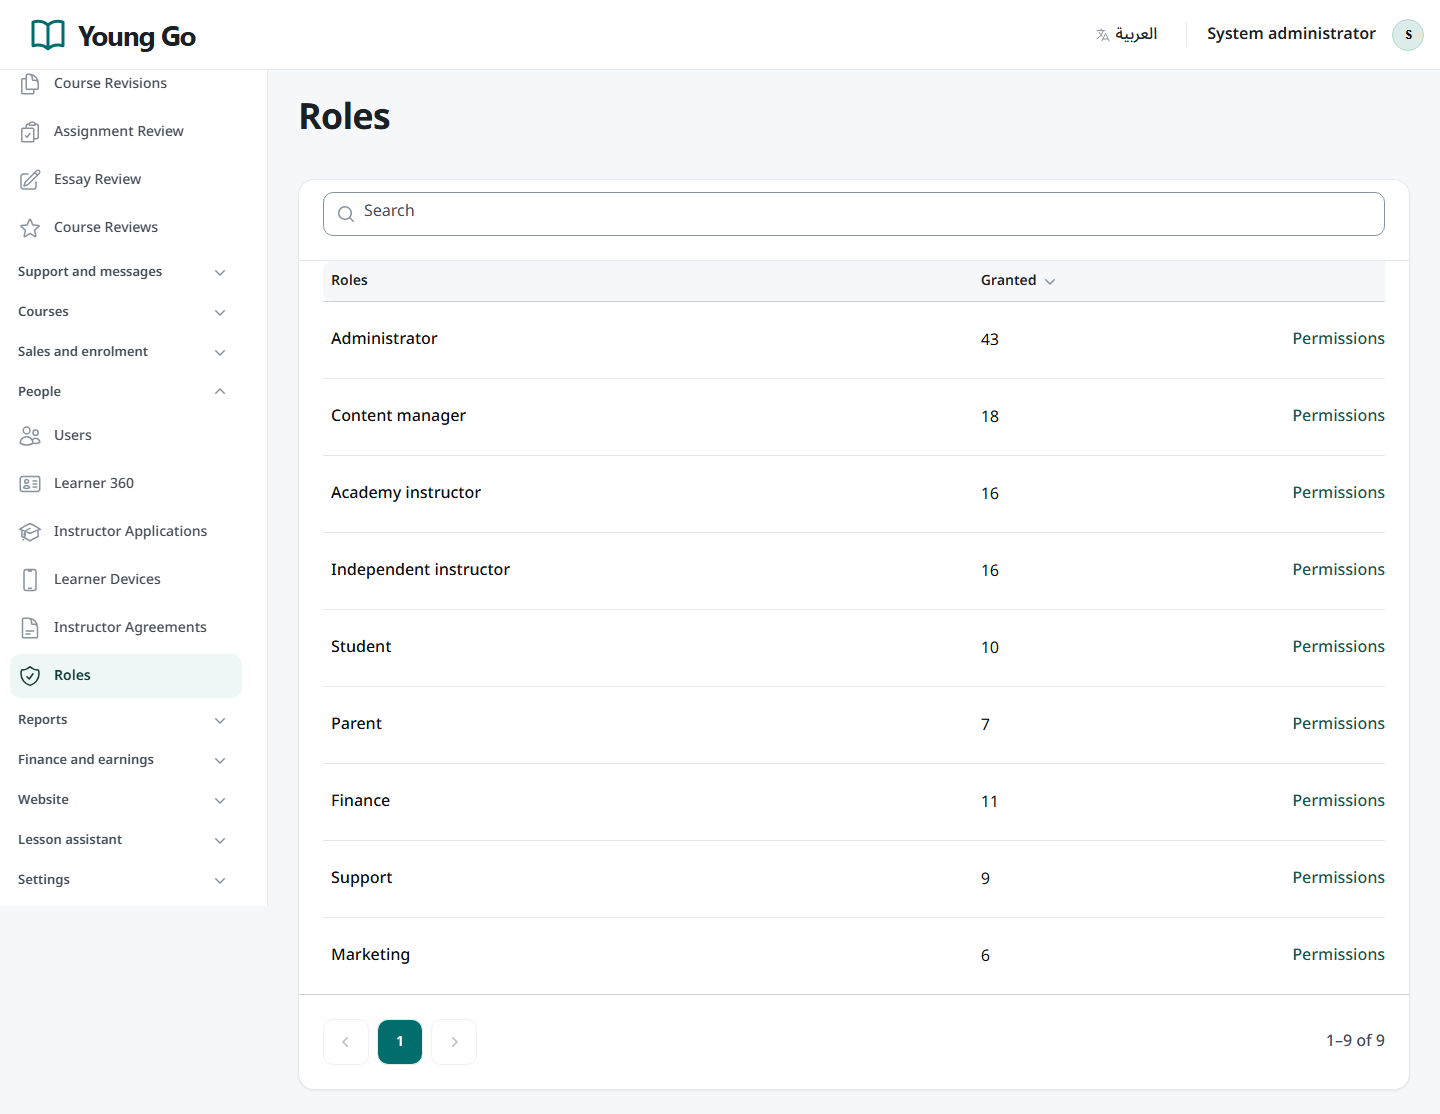 Young Go
العربية
System administrator
S
Course Revisions
Assignment Review
Essay Review
Course Reviews
Support and messages
Courses
Sales and enrolment
People
Users
Learner 360
Instructor Applications
Learner Devices
Instructor Agreements
Roles
Reports
Finance and earnings
Website
Lesson assistant
Settings
Roles
Search
Roles Granted
Administrator 43 Permissions
Content manager 18 Permissions
Academy instructor 16 Permissions
Independent instructor 16 Permissions
Student 10 Permissions
Parent 7 Permissions
Finance 11 Permissions
Support 9 Permissions
Marketing 6 Permissions
1 1–9 of 9